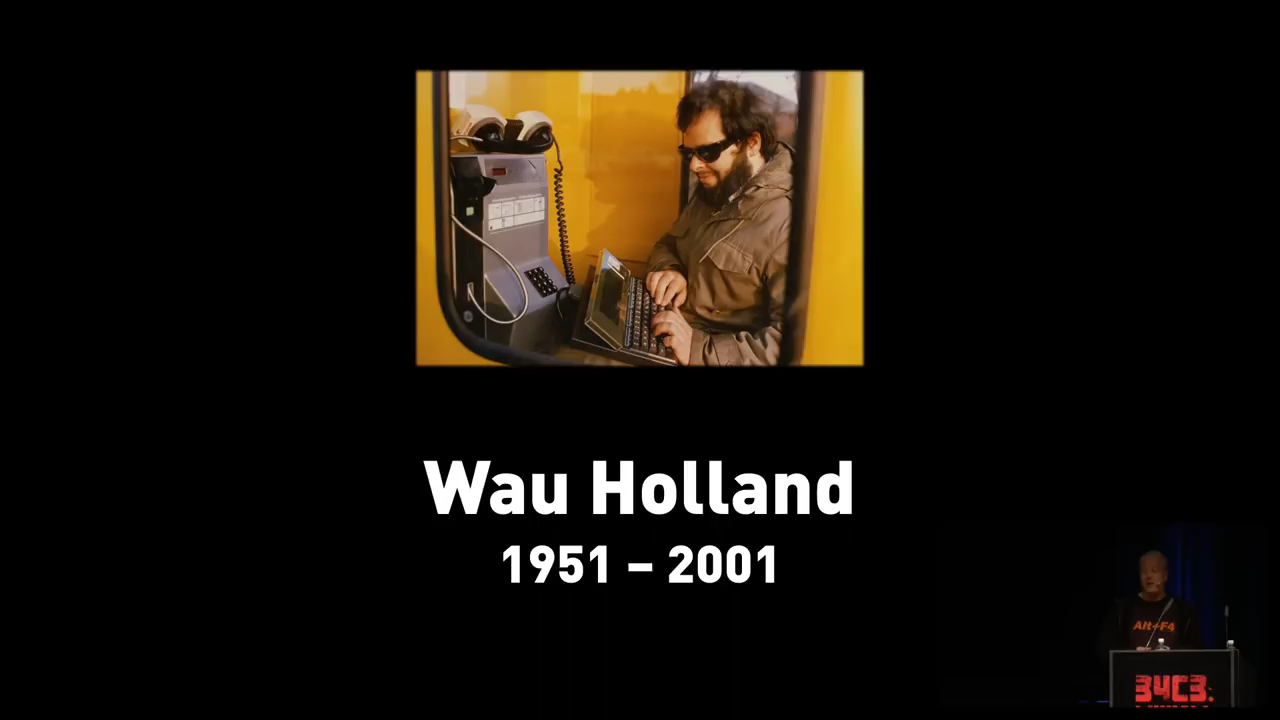 Wau Holland
1951 – 2001
Alt+F4
34C3.